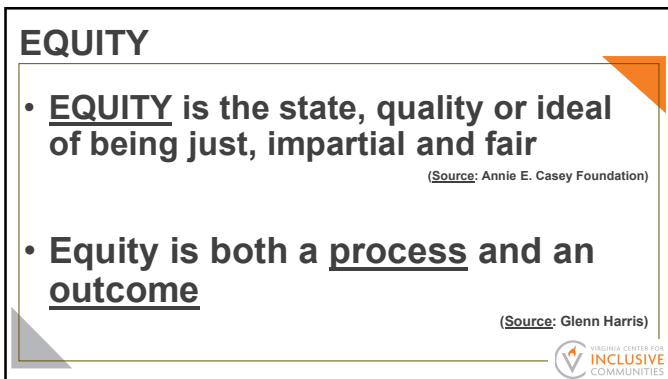 EQUITY
• EQUITY is the state, quality or ideal
of being just, impartial and fair
(Source: Annie E. Casey Foundation)
• Equity is both a process and an
outcome
(Source: Glenn Harris)
VIRGINIA CENTER FOR
INCLUSIVE
COMMUNITIES